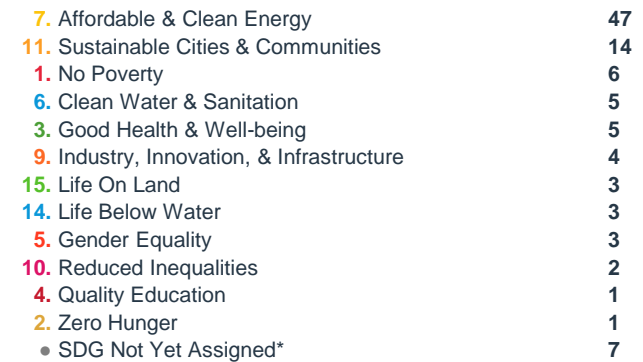 7. Affordable & Clean Energy 47
11. Sustainable Cities & Communities 14
1. No Poverty 6
6. Clean Water & Sanitation 5
3. Good Health & Well-being 5
9. Industry, Innovation, & Infrastructure 4
15. Life On Land 3
14. Life Below Water 3
5. Gender Equality 3
10. Reduced Inequalities 2
4. Quality Education 1
2. Zero Hunger 1
● SDG Not Yet Assigned* 7